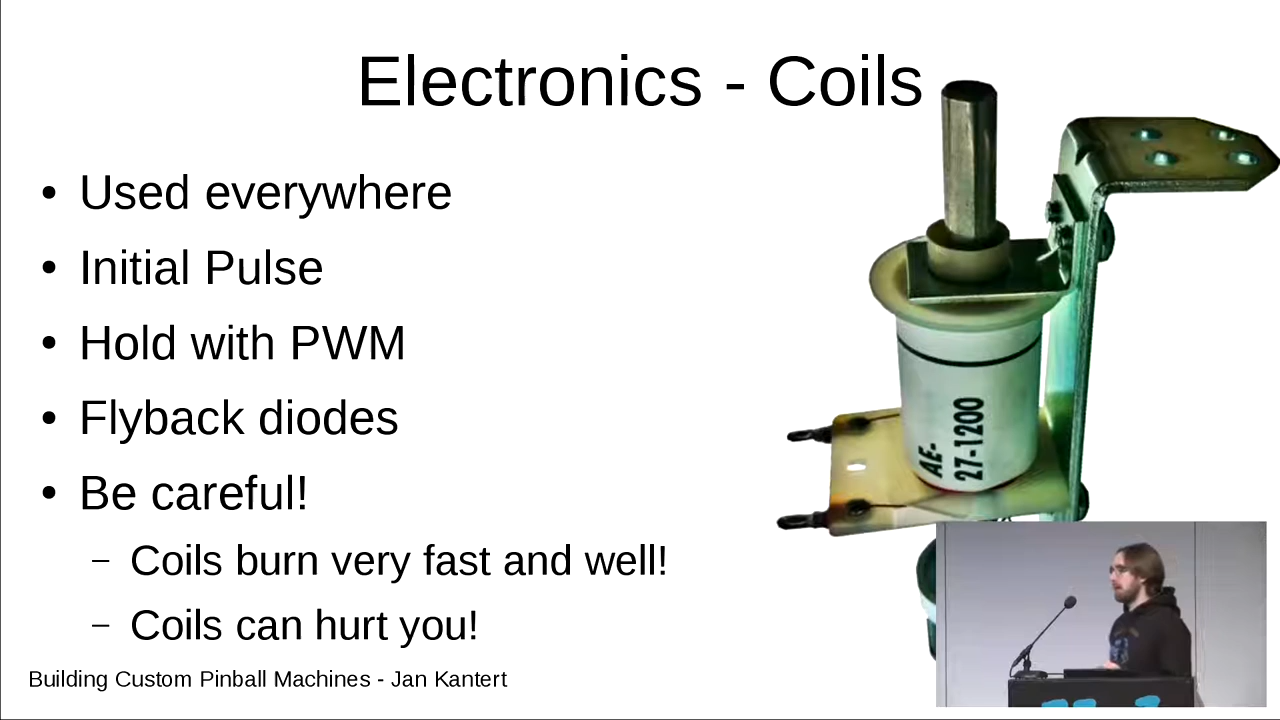 Electronics - Coils
• Used everywhere
• Initial Pulse
• Hold with PWM
• Flyback diodes
• Be careful!
– Coils burn very fast and well!
– Coils can hurt you!
AE-
27-1200
Building Custom Pinball Machines - Jan Kantert